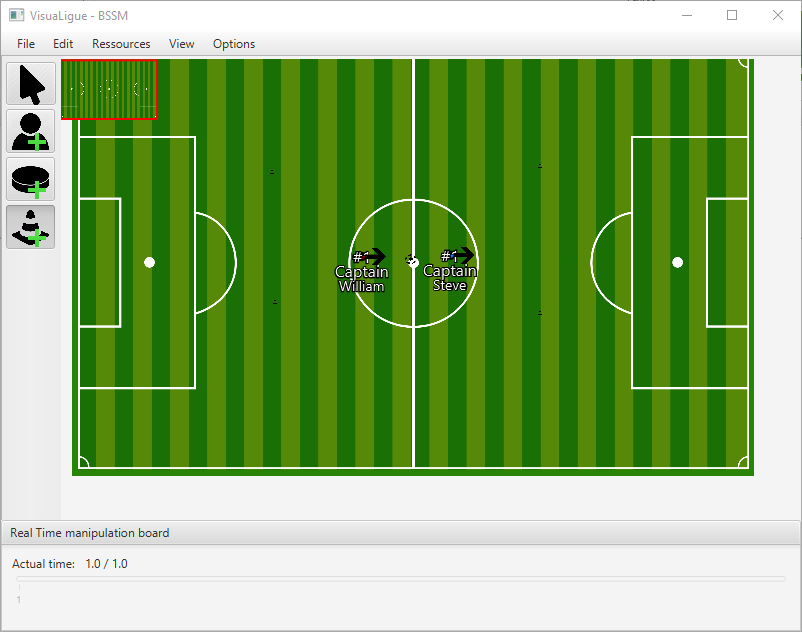 VisuaLigue - BSSM
File Edit Ressources View Options
#1 #1
Captain Captain
William Steve
Real Time manipulation board
Actual time: 1.0 / 1.0
1